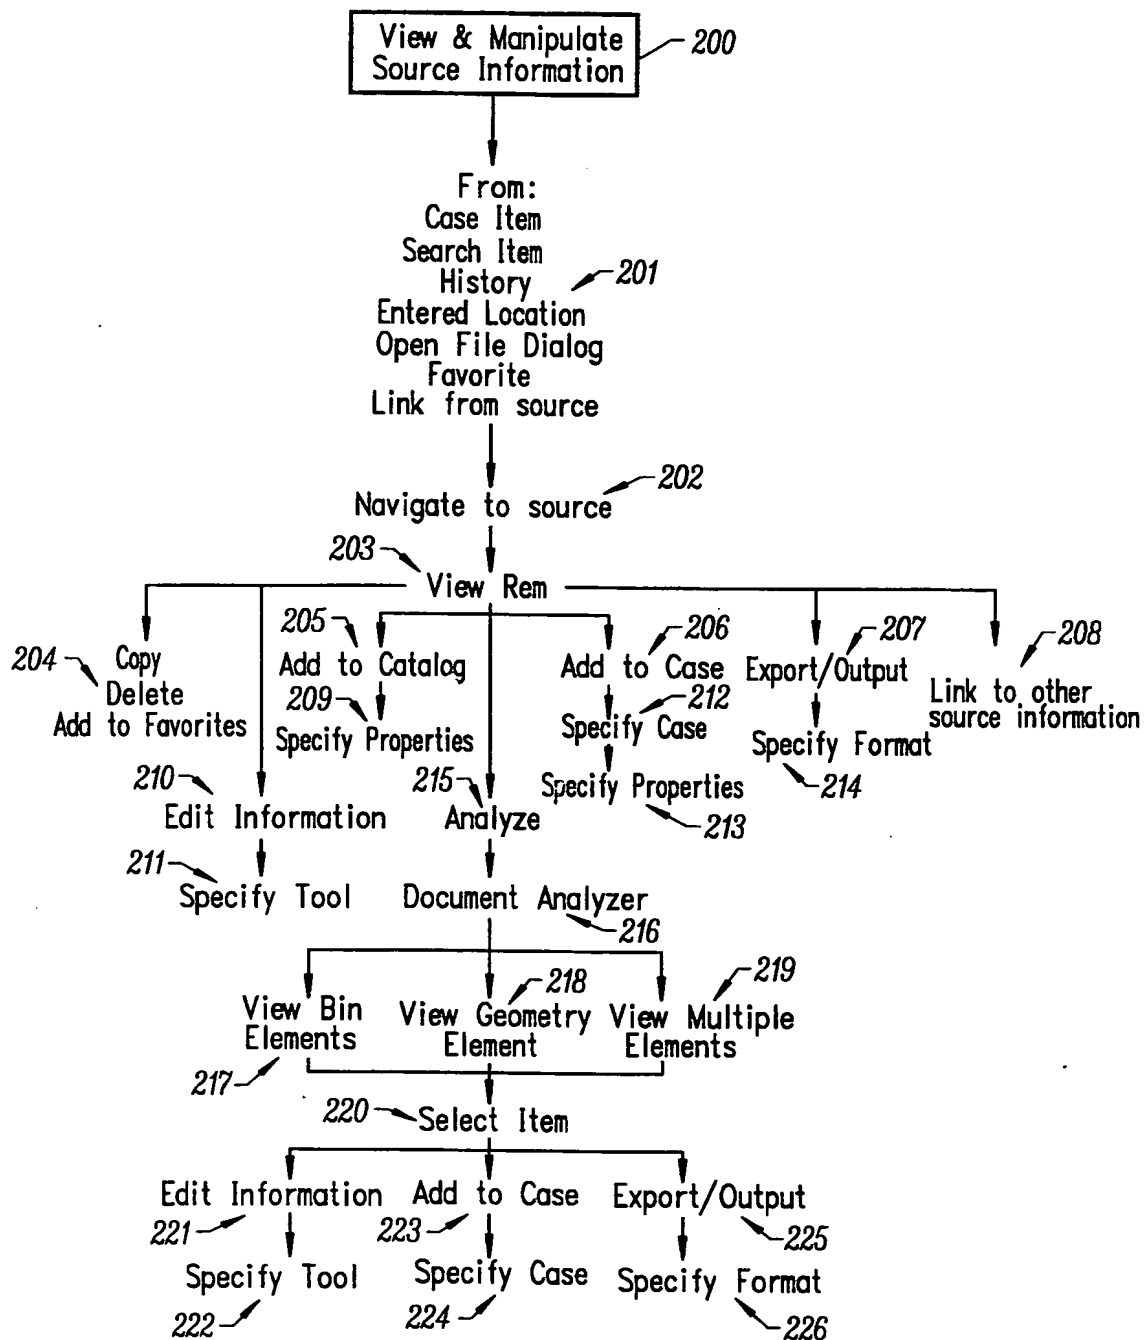 View & Manipulate
Source Information
200
From:
Case Item
Search Item
History
201
Entered Location
Open File Dialog
Favorite
Link from source
202
Navigate to source
203
View Rem
204
Copy
Delete
Add to Favorites
205
Add to Catalog
209
Specify Properties
206
Add to Case
212
Specify Case
Specify Properties
213
207
Export/Output
Specify Format
214
208
Link to other
source information
210
Edit Information
211
Specify Tool
215
Analyze
Document Analyzer
216
View Bin
Elements
217
218
View Geometry
Element
219
View Multiple
Elements
220
Select Item
Edit Information
221
Specify Tool
222
Add to Case
223
Specify Case
224
Export/Output
225
Specify Format
226